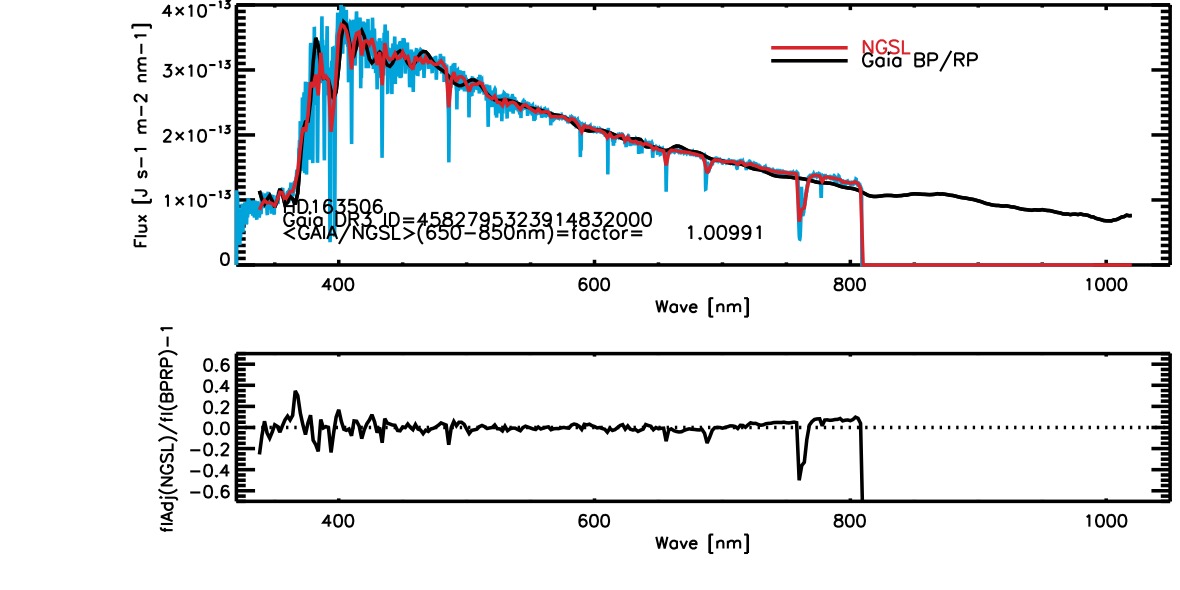 4×10−13
3×10−13
2×10−13
1×10−13
0
Flux [J s−1 m−2 nm−1]
NGSL
Gaia BP/RP
HD163506
Gaia DR3 ID=4582795323914832000
<GAIA/NGSL>(650−850nm)=factor= 1.00991
400 600 800 1000
Wave [nm]
flAdj(NGSL)/fl(BPRP)−1
0.6
0.4
0.2
0.0
−0.2
−0.4
−0.6
400 600 800 1000
Wave [nm]